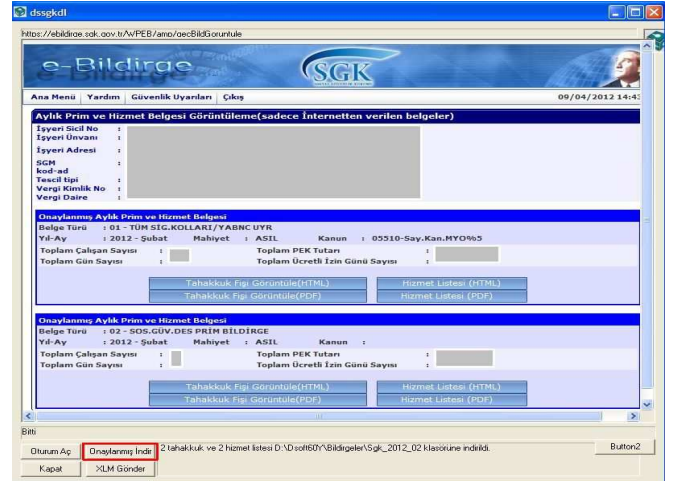 dssgkdl
https://ebildirge.sgk.gov.tr/WPEB/amp/gecBildGoruntule
e-Bildirge
SGK
Ana Menü Yardım Güvenlik Uyarıları Çıkış 09/04/2012 14:43
Aylık Prim ve Hizmet Belgesi Görüntüleme(sadece İnternetten verilen belgeler)
İşyeri Sicil No :
İşyeri Ünvanı :
İşyeri Adresi :
SGM :
kod-ad
Tescil tipi :
Vergi Kimlik No :
Vergi Daire :
Onaylanmış Aylık Prim ve Hizmet Belgesi
Belge Türü : 01 - TÜM SİG.KOLLARI/YABNC UYR
Yıl-Ay : 2012 - Şubat Mahiyet : ASIL Kanun : 05510-Say.Kan.MYO%5
Toplam Çalışan Sayısı : Toplam PEK Tutarı :
Toplam Gün Sayısı : Toplam Ücretli İzin Günü Sayısı :
Tahakkuk Fişi Görüntüle(HTML) Hizmet Listesi (HTML)
Tahakkuk Fişi Görüntüle(PDF) Hizmet Listesi (PDF)
Onaylanmış Aylık Prim ve Hizmet Belgesi
Belge Türü : 02 - SOS.GÜV.DES PRİM BİLDİRGE
Yıl-Ay : 2012 - Şubat Mahiyet : ASIL Kanun :
Toplam Çalışan Sayısı : Toplam PEK Tutarı :
Toplam Gün Sayısı : Toplam Ücretli İzin Günü Sayısı :
Tahakkuk Fişi Görüntüle(HTML) Hizmet Listesi (HTML)
Tahakkuk Fişi Görüntüle(PDF) Hizmet Listesi (PDF)
Bitti
Oturum Aç Onaylanmış İndir 2 tahakkuk ve 2 hizmet listesi D:\Dsoft60Y\Bildirgeler\Sgk_2012_02 klasörüne indirildi. Button2
Kapat XLM Gönder